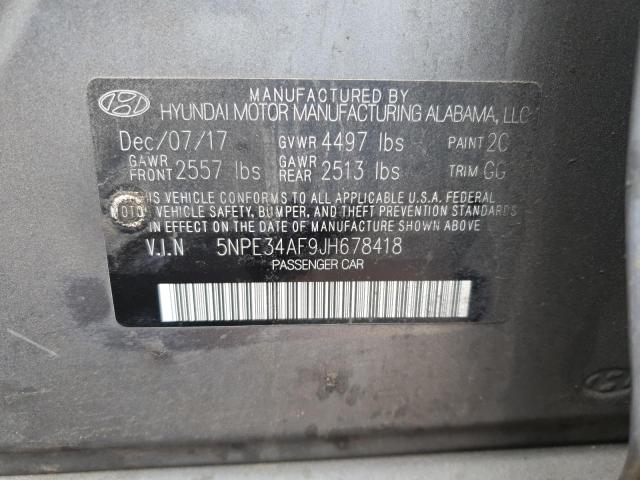 MANUFACTURED BY
HYUNDAI MOTOR MANUFACTURING ALABAMA, LLC
Dec/07/17 GVWR 4497 lbs PAINT 2C
GAWR FRONT 2557 lbs GAWR REAR 2513 lbs TRIM GG
THIS VEHICLE CONFORMS TO ALL APPLICABLE U.S.A. FEDERAL
MOTOR VEHICLE SAFETY, BUMPER, AND THEFT PREVENTION STANDARDS
IN EFFECT ON THE DATE OF MANUFACTURE SHOWN ABOVE
V.I.N 5NPE34AF9JH678418
PASSENGER CAR